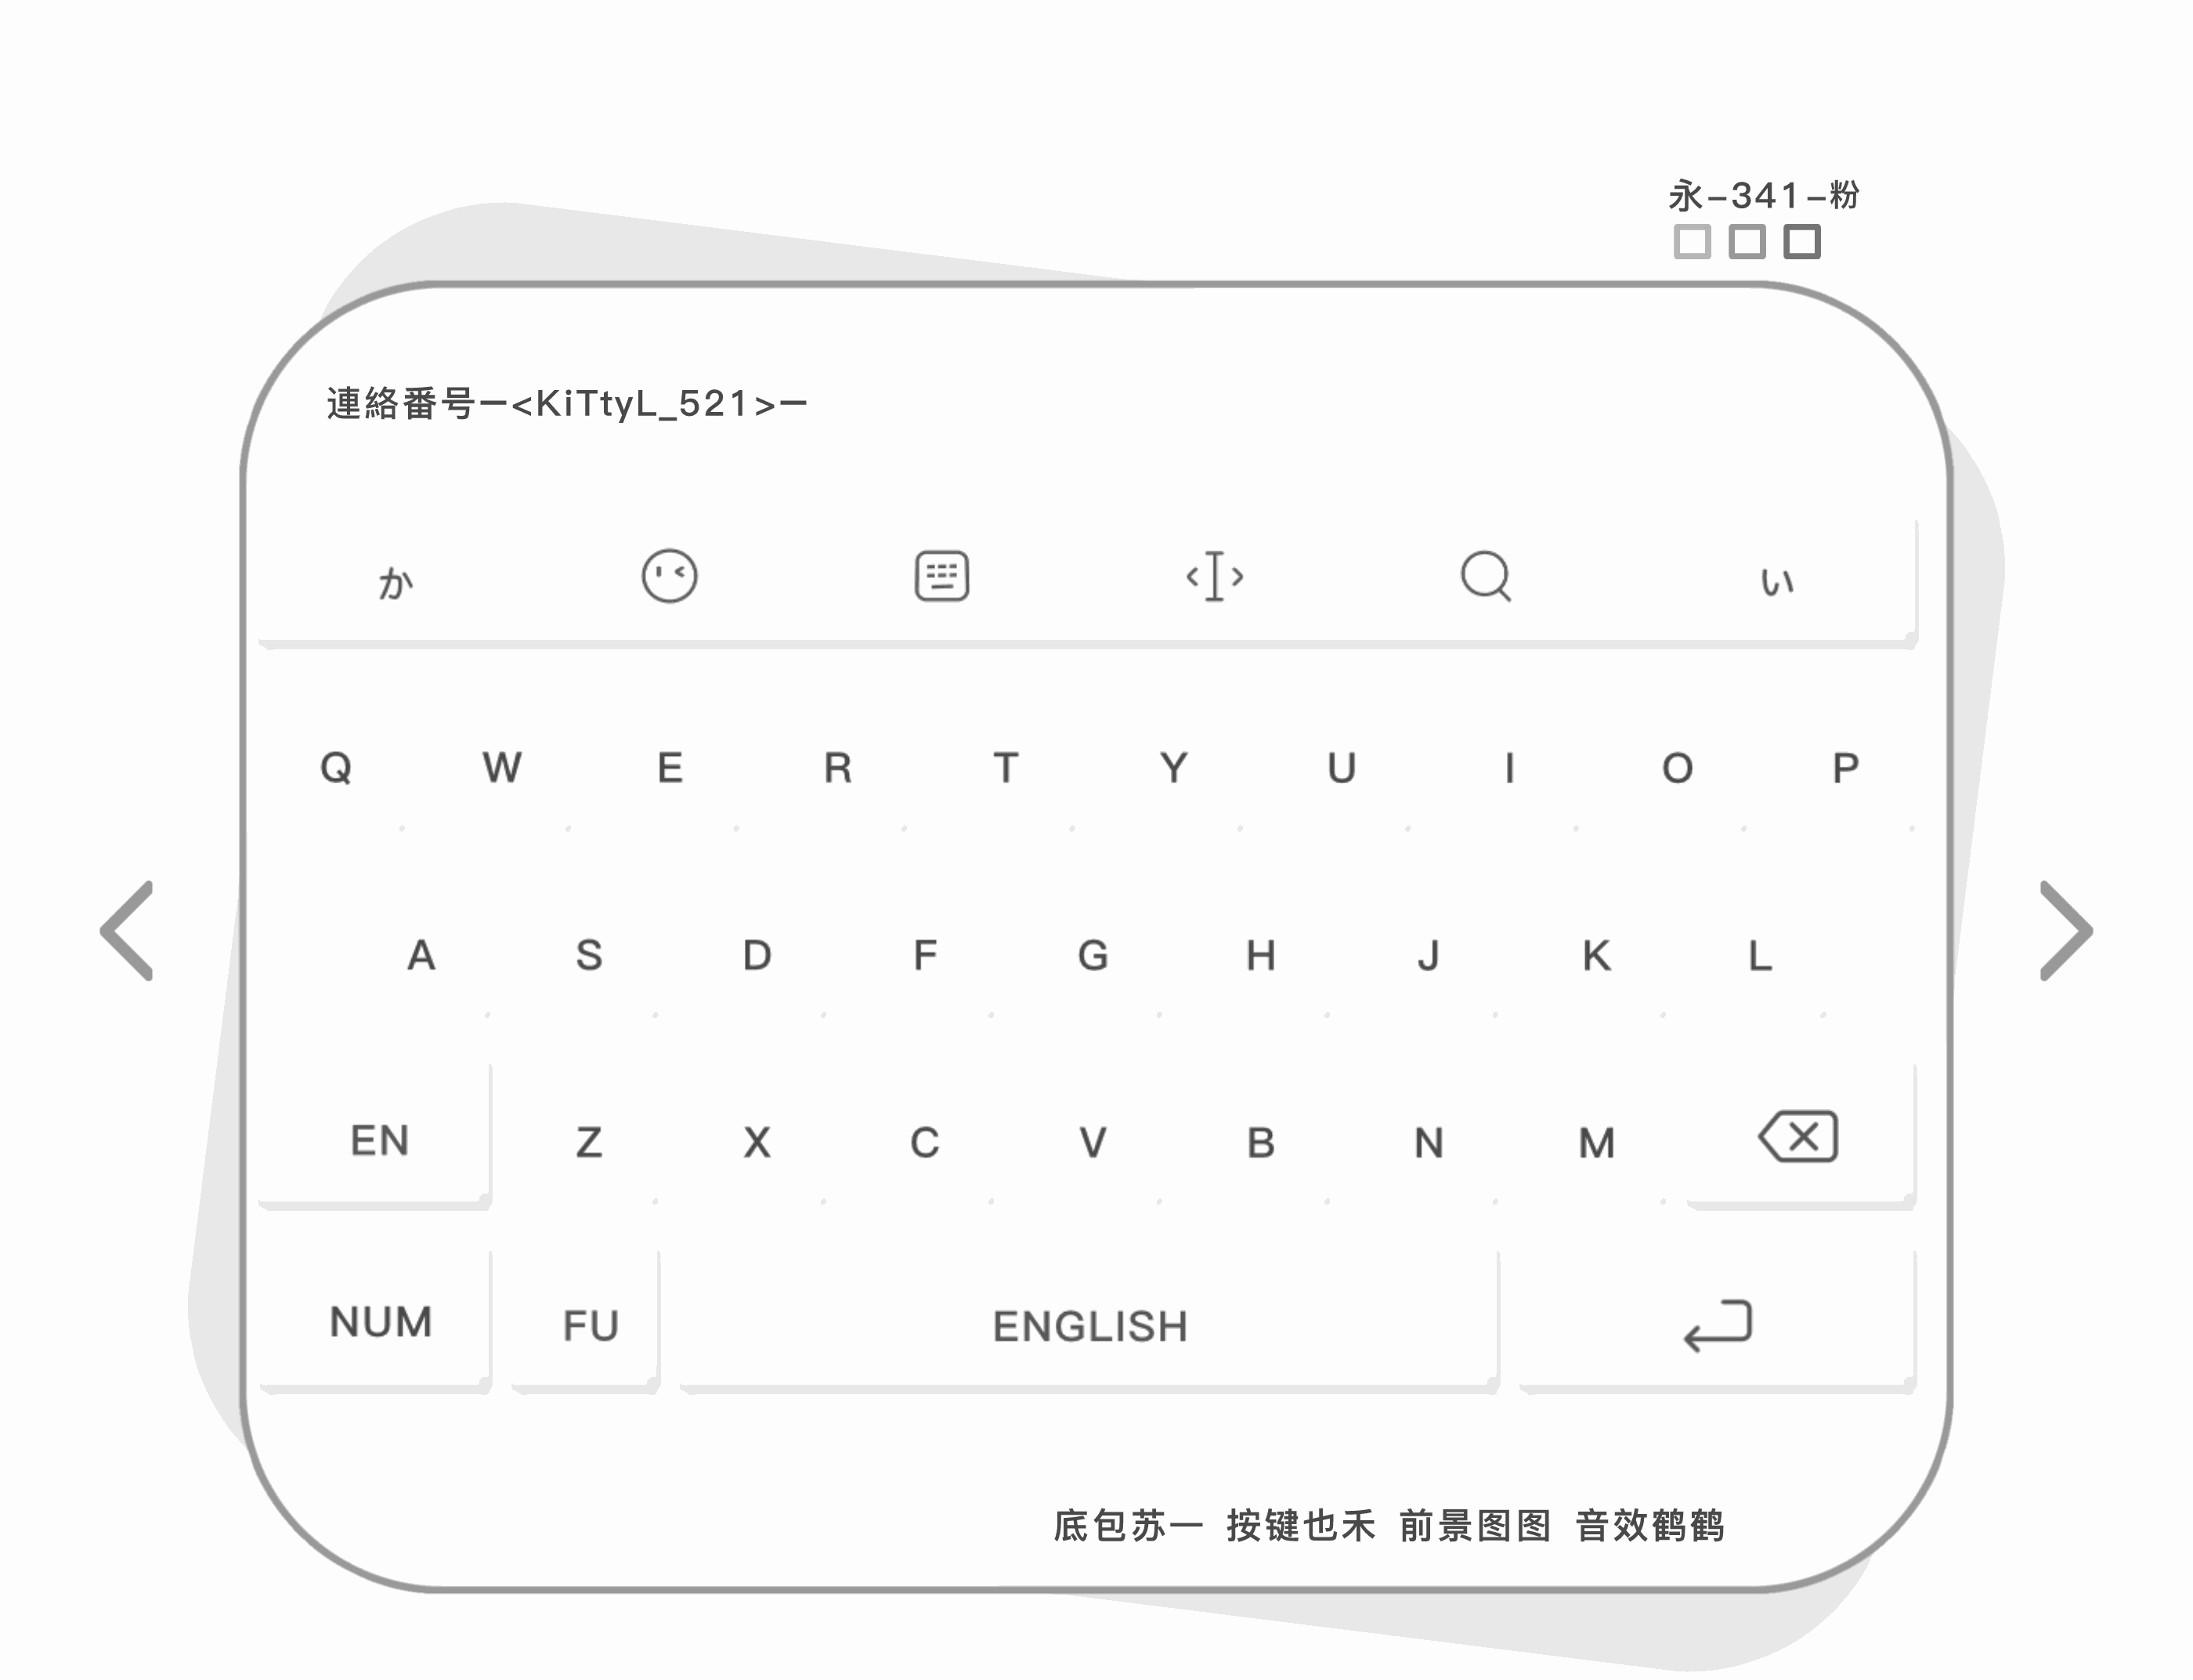 永-341-粉
連絡番号ー<KiTtyL_521>ー
か い
Q W E R T Y U I O P
A S D F G H J K L
EN Z X C V B N M
NUM FU ENGLISH
底包苏一 按键也禾 前景图图 音效鹤鹤